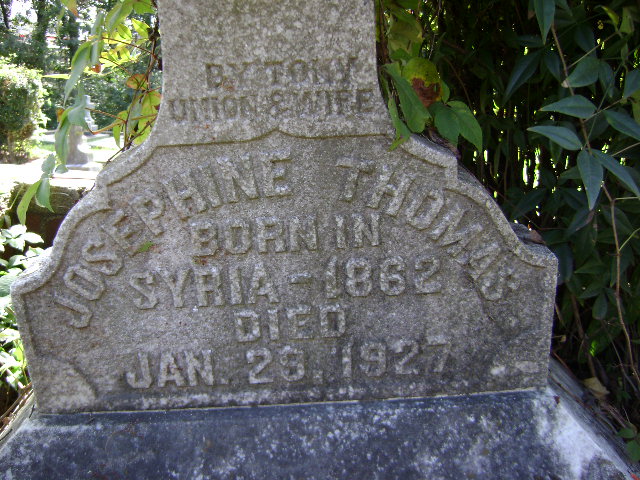 BY TONY
UNION & WIFE
JOSEPHINE THOMAS
BORN IN
SYRIA - 1862
DIED
JAN. 29. 1927